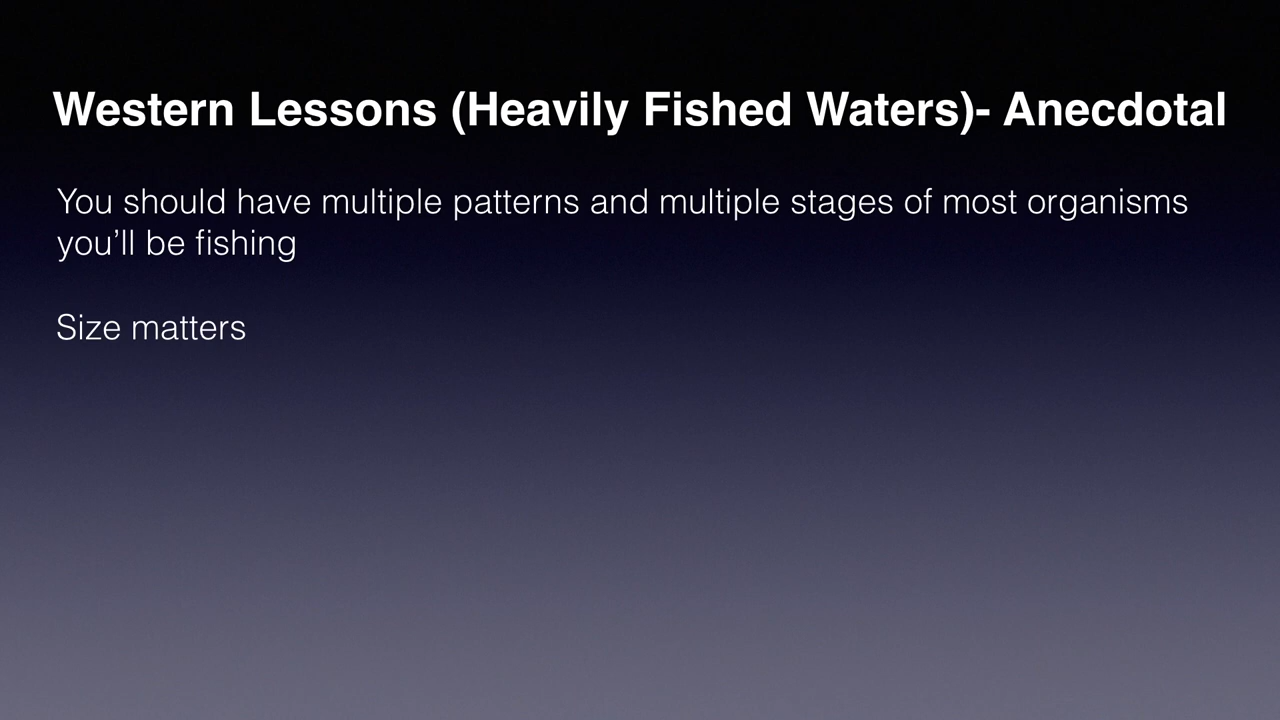 Western Lessons (Heavily Fished Waters)- Anecdotal
You should have multiple patterns and multiple stages of most organisms
you’ll be fishing
Size matters